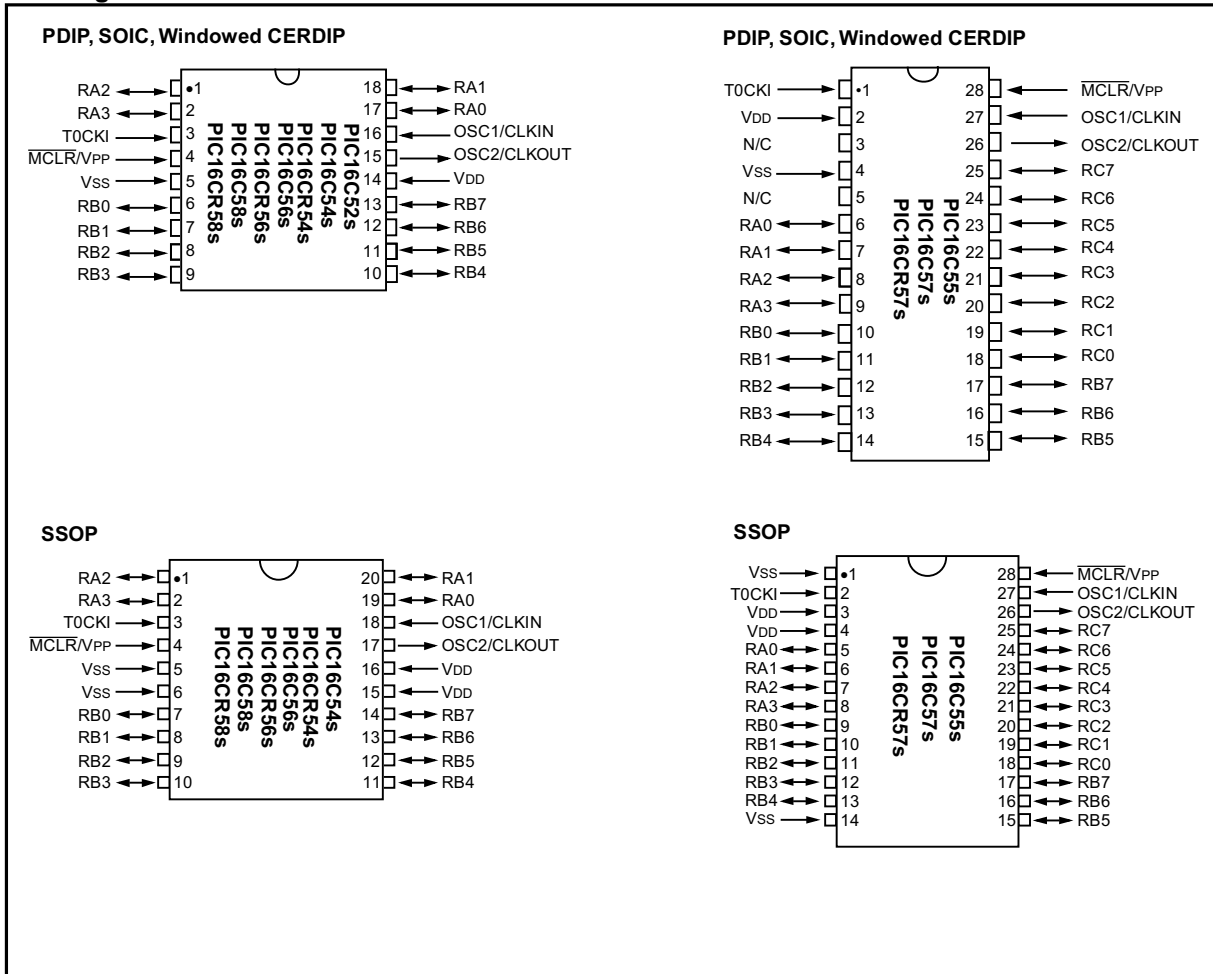 PDIP, SOIC, Windowed CERDIP
RA2 •1 18 RA1
RA3 2 17 RA0
T0CKI 3 16 OSC1/CLKIN
MCLR/VPP 4 15 OSC2/CLKOUT
VSS 5 14 VDD
RB0 6 13 RB7
RB1 7 12 RB6
RB2 8 11 RB5
RB3 9 10 RB4
PIC16C52s
PIC16C54s
PIC16CR54s
PIC16C56s
PIC16CR56s
PIC16C58s
PIC16CR58s
PDIP, SOIC, Windowed CERDIP
T0CKI •1 28 MCLR/VPP
VDD 2 27 OSC1/CLKIN
N/C 3 26 OSC2/CLKOUT
VSS 4 25 RC7
N/C 5 24 RC6
RA0 6 23 RC5
RA1 7 22 RC4
RA2 8 21 RC3
RA3 9 20 RC2
RB0 10 19 RC1
RB1 11 18 RC0
RB2 12 17 RB7
RB3 13 16 RB6
RB4 14 15 RB5
PIC16C55s
PIC16C57s
PIC16CR57s
SSOP
RA2 •1 20 RA1
RA3 2 19 RA0
T0CKI 3 18 OSC1/CLKIN
MCLR/VPP 4 17 OSC2/CLKOUT
VSS 5 16 VDD
VSS 6 15 VDD
RB0 7 14 RB7
RB1 8 13 RB6
RB2 9 12 RB5
RB3 10 11 RB4
PIC16C54s
PIC16CR54s
PIC16C56s
PIC16CR56s
PIC16C58s
PIC16CR58s
SSOP
VSS •1 28 MCLR/VPP
T0CKI 2 27 OSC1/CLKIN
VDD 3 26 OSC2/CLKOUT
VDD 4 25 RC7
RA0 5 24 RC6
RA1 6 23 RC5
RA2 7 22 RC4
RA3 8 21 RC3
RB0 9 20 RC2
RB1 10 19 RC1
RB2 11 18 RC0
RB3 12 17 RB7
RB4 13 16 RB6
VSS 14 15 RB5
PIC16C55s
PIC16C57s
PIC16CR57s